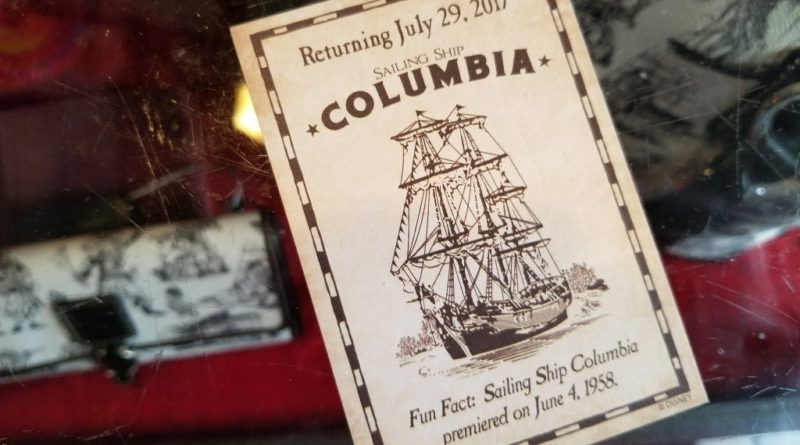 Returning July 29, 2017
SAILING SHIP
★ COLUMBIA ★
Fun Fact: Sailing Ship Columbia
premiered on June 4, 1958.
© DISNEY